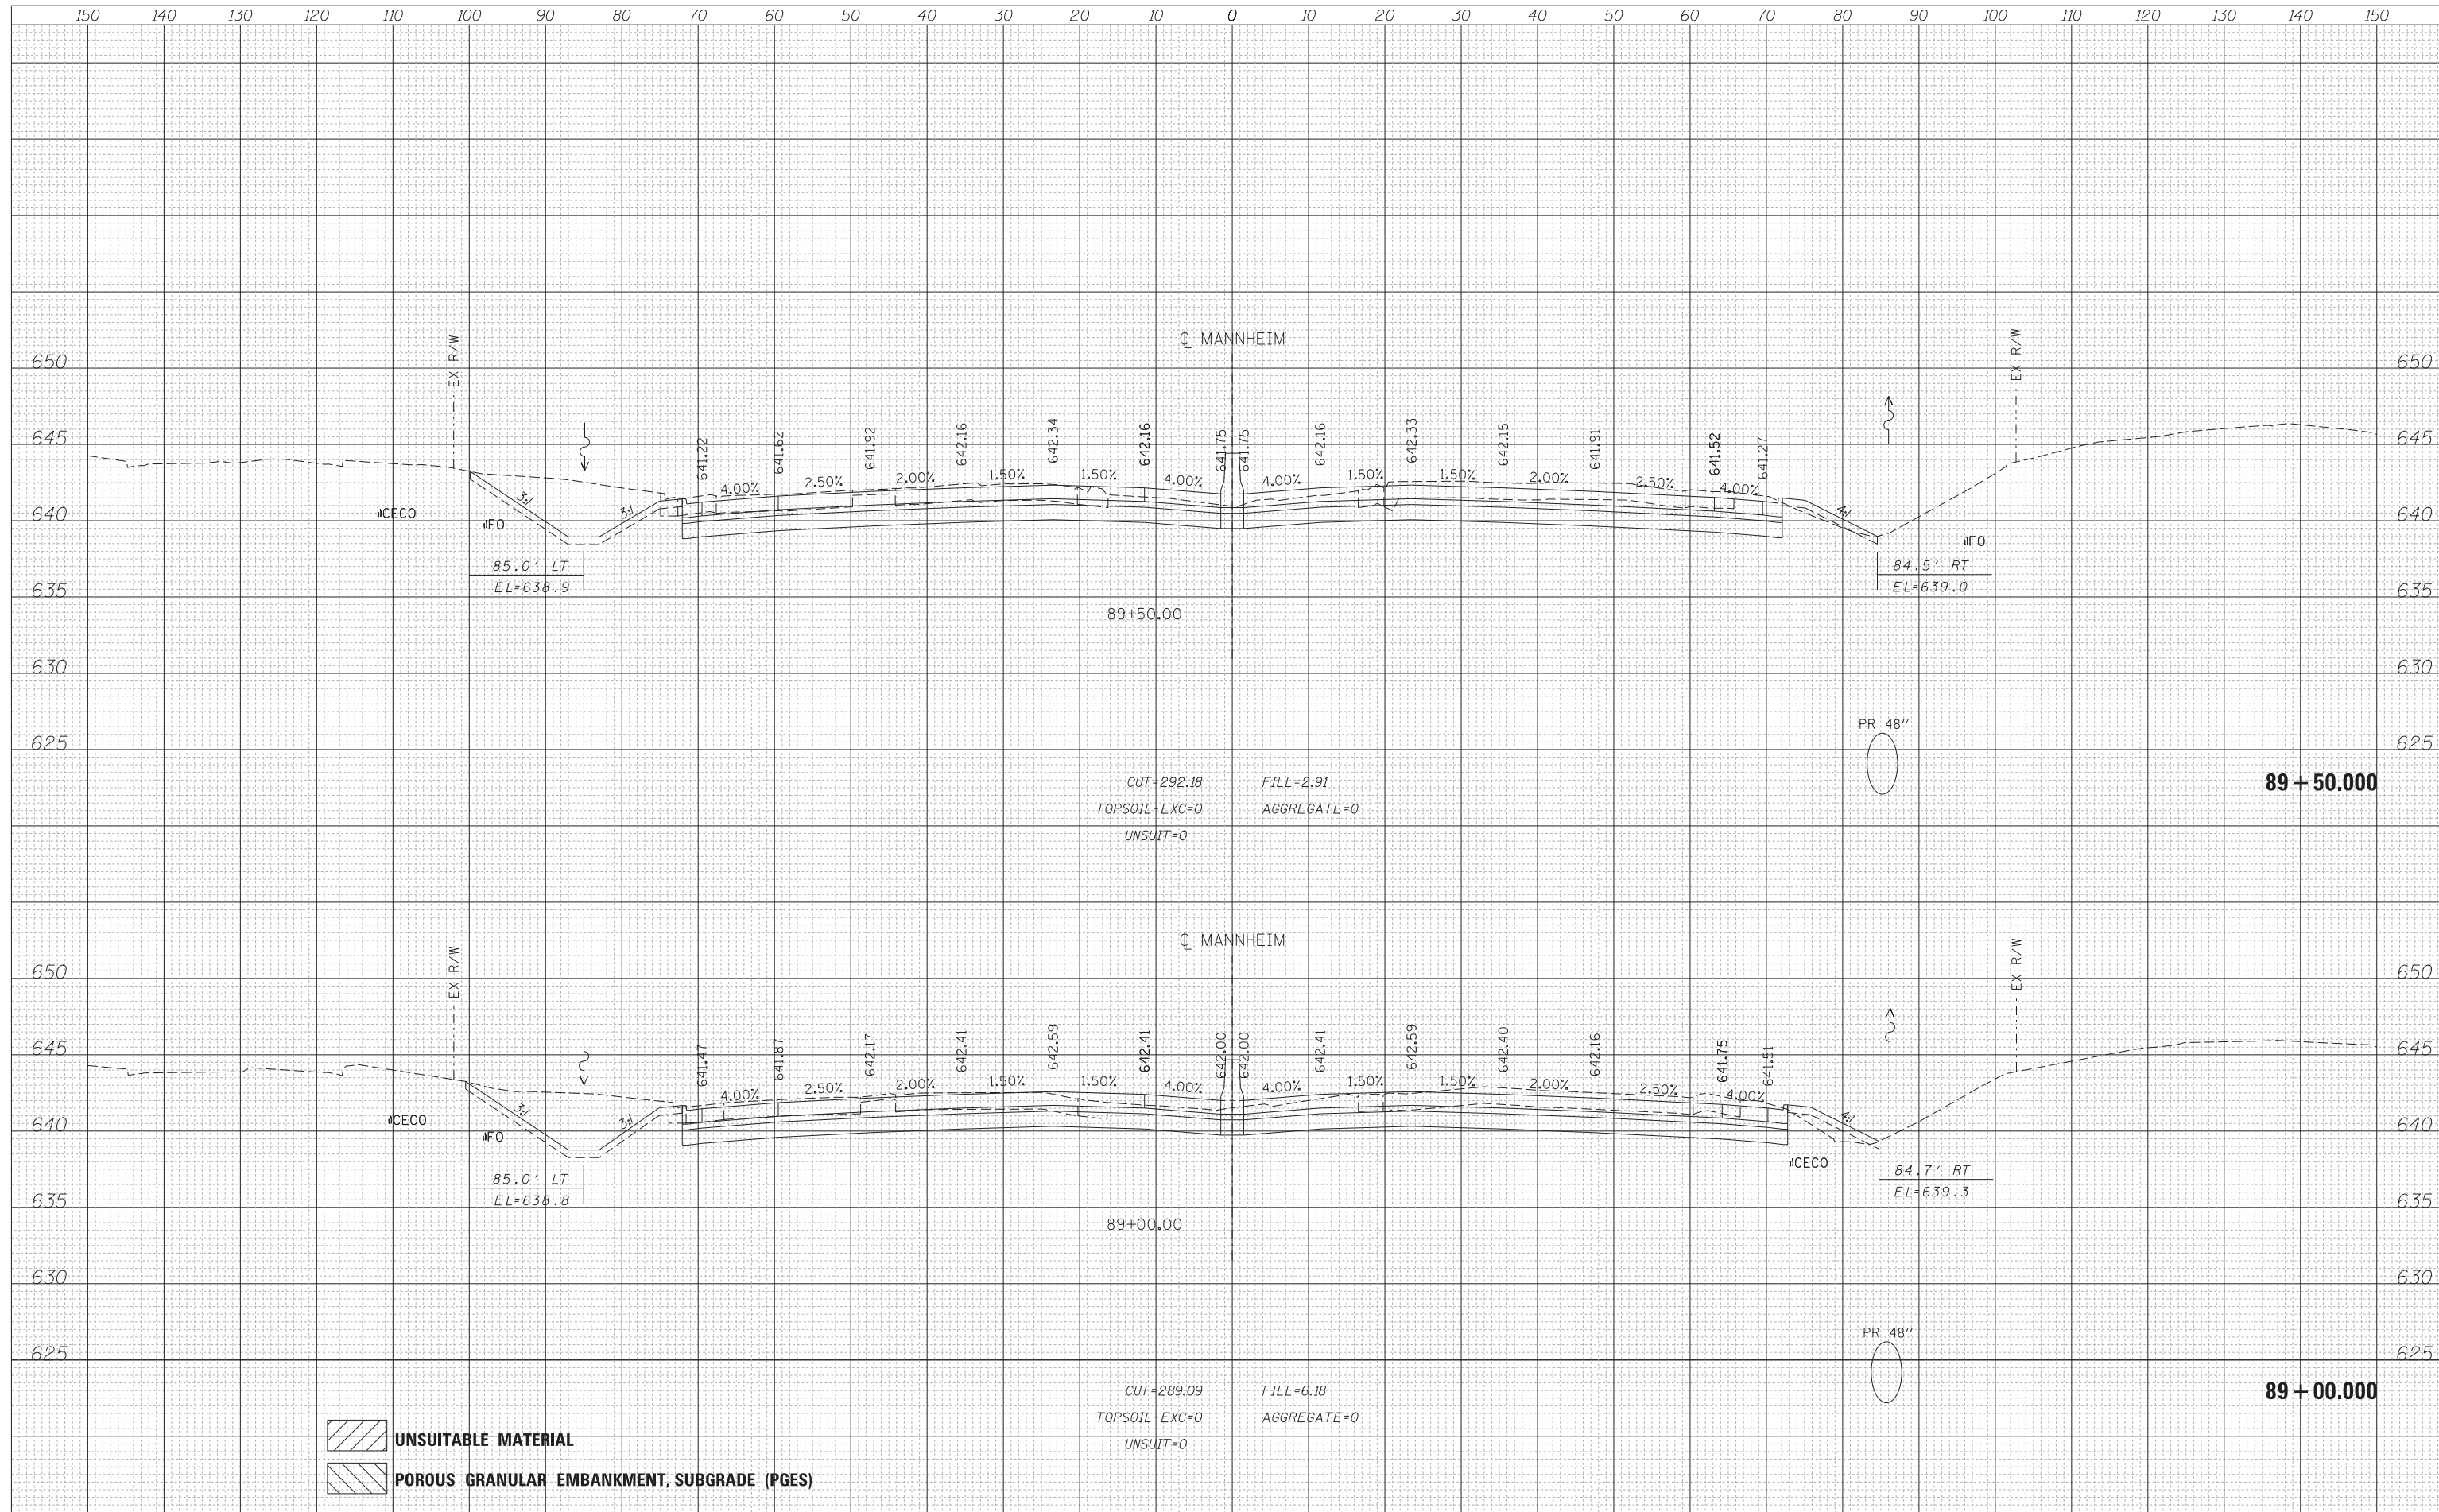 150 140 130 120 110 100 90 80 70 60 50 40 30 20 10 0 10 20 30 40 50 60 70 80 90 100 110 120 130 140 150
℄ MANNHEIM
EX R/W
EX R/W
650 650
645 645
641.22 641.62 641.92 642.16 642.34 642.16 641.75 641.75 642.16 642.33 642.15 641.91 641.52 641.27
4.00% 2.50% 2.00% 1.50% 1.50% 4.00% 4.00% 1.50% 1.50% 2.00% 2.50% 4.00%
3:1 3:1 4:1
CECO
FO
FO
640 640
85.0' LT
EL=638.9
84.5' RT
EL=639.0
635 635
89+50.00
630 630
PR 48"
625 625
CUT=292.18 FILL=2.91
TOPSOIL-EXC=0 AGGREGATE=0
UNSUIT=0
89+50.000
℄ MANNHEIM
EX R/W
EX R/W
650 650
645 645
641.47 641.87 642.17 642.41 642.59 642.41 642.00 642.00 642.41 642.59 642.40 642.16 641.75 641.51
4.00% 2.50% 2.00% 1.50% 1.50% 4.00% 4.00% 1.50% 1.50% 2.00% 2.50% 4.00%
3:1 3:1 4:1
CECO
FO
640 640
CECO
85.0' LT
EL=638.8
84.7' RT
EL=639.3
635 635
89+00.00
630 630
PR 48"
625 625
CUT=289.09 FILL=6.18
TOPSOIL-EXC=0 AGGREGATE=0
UNSUIT=0
89+00.000
UNSUITABLE MATERIAL
POROUS GRANULAR EMBANKMENT, SUBGRADE (PGES)